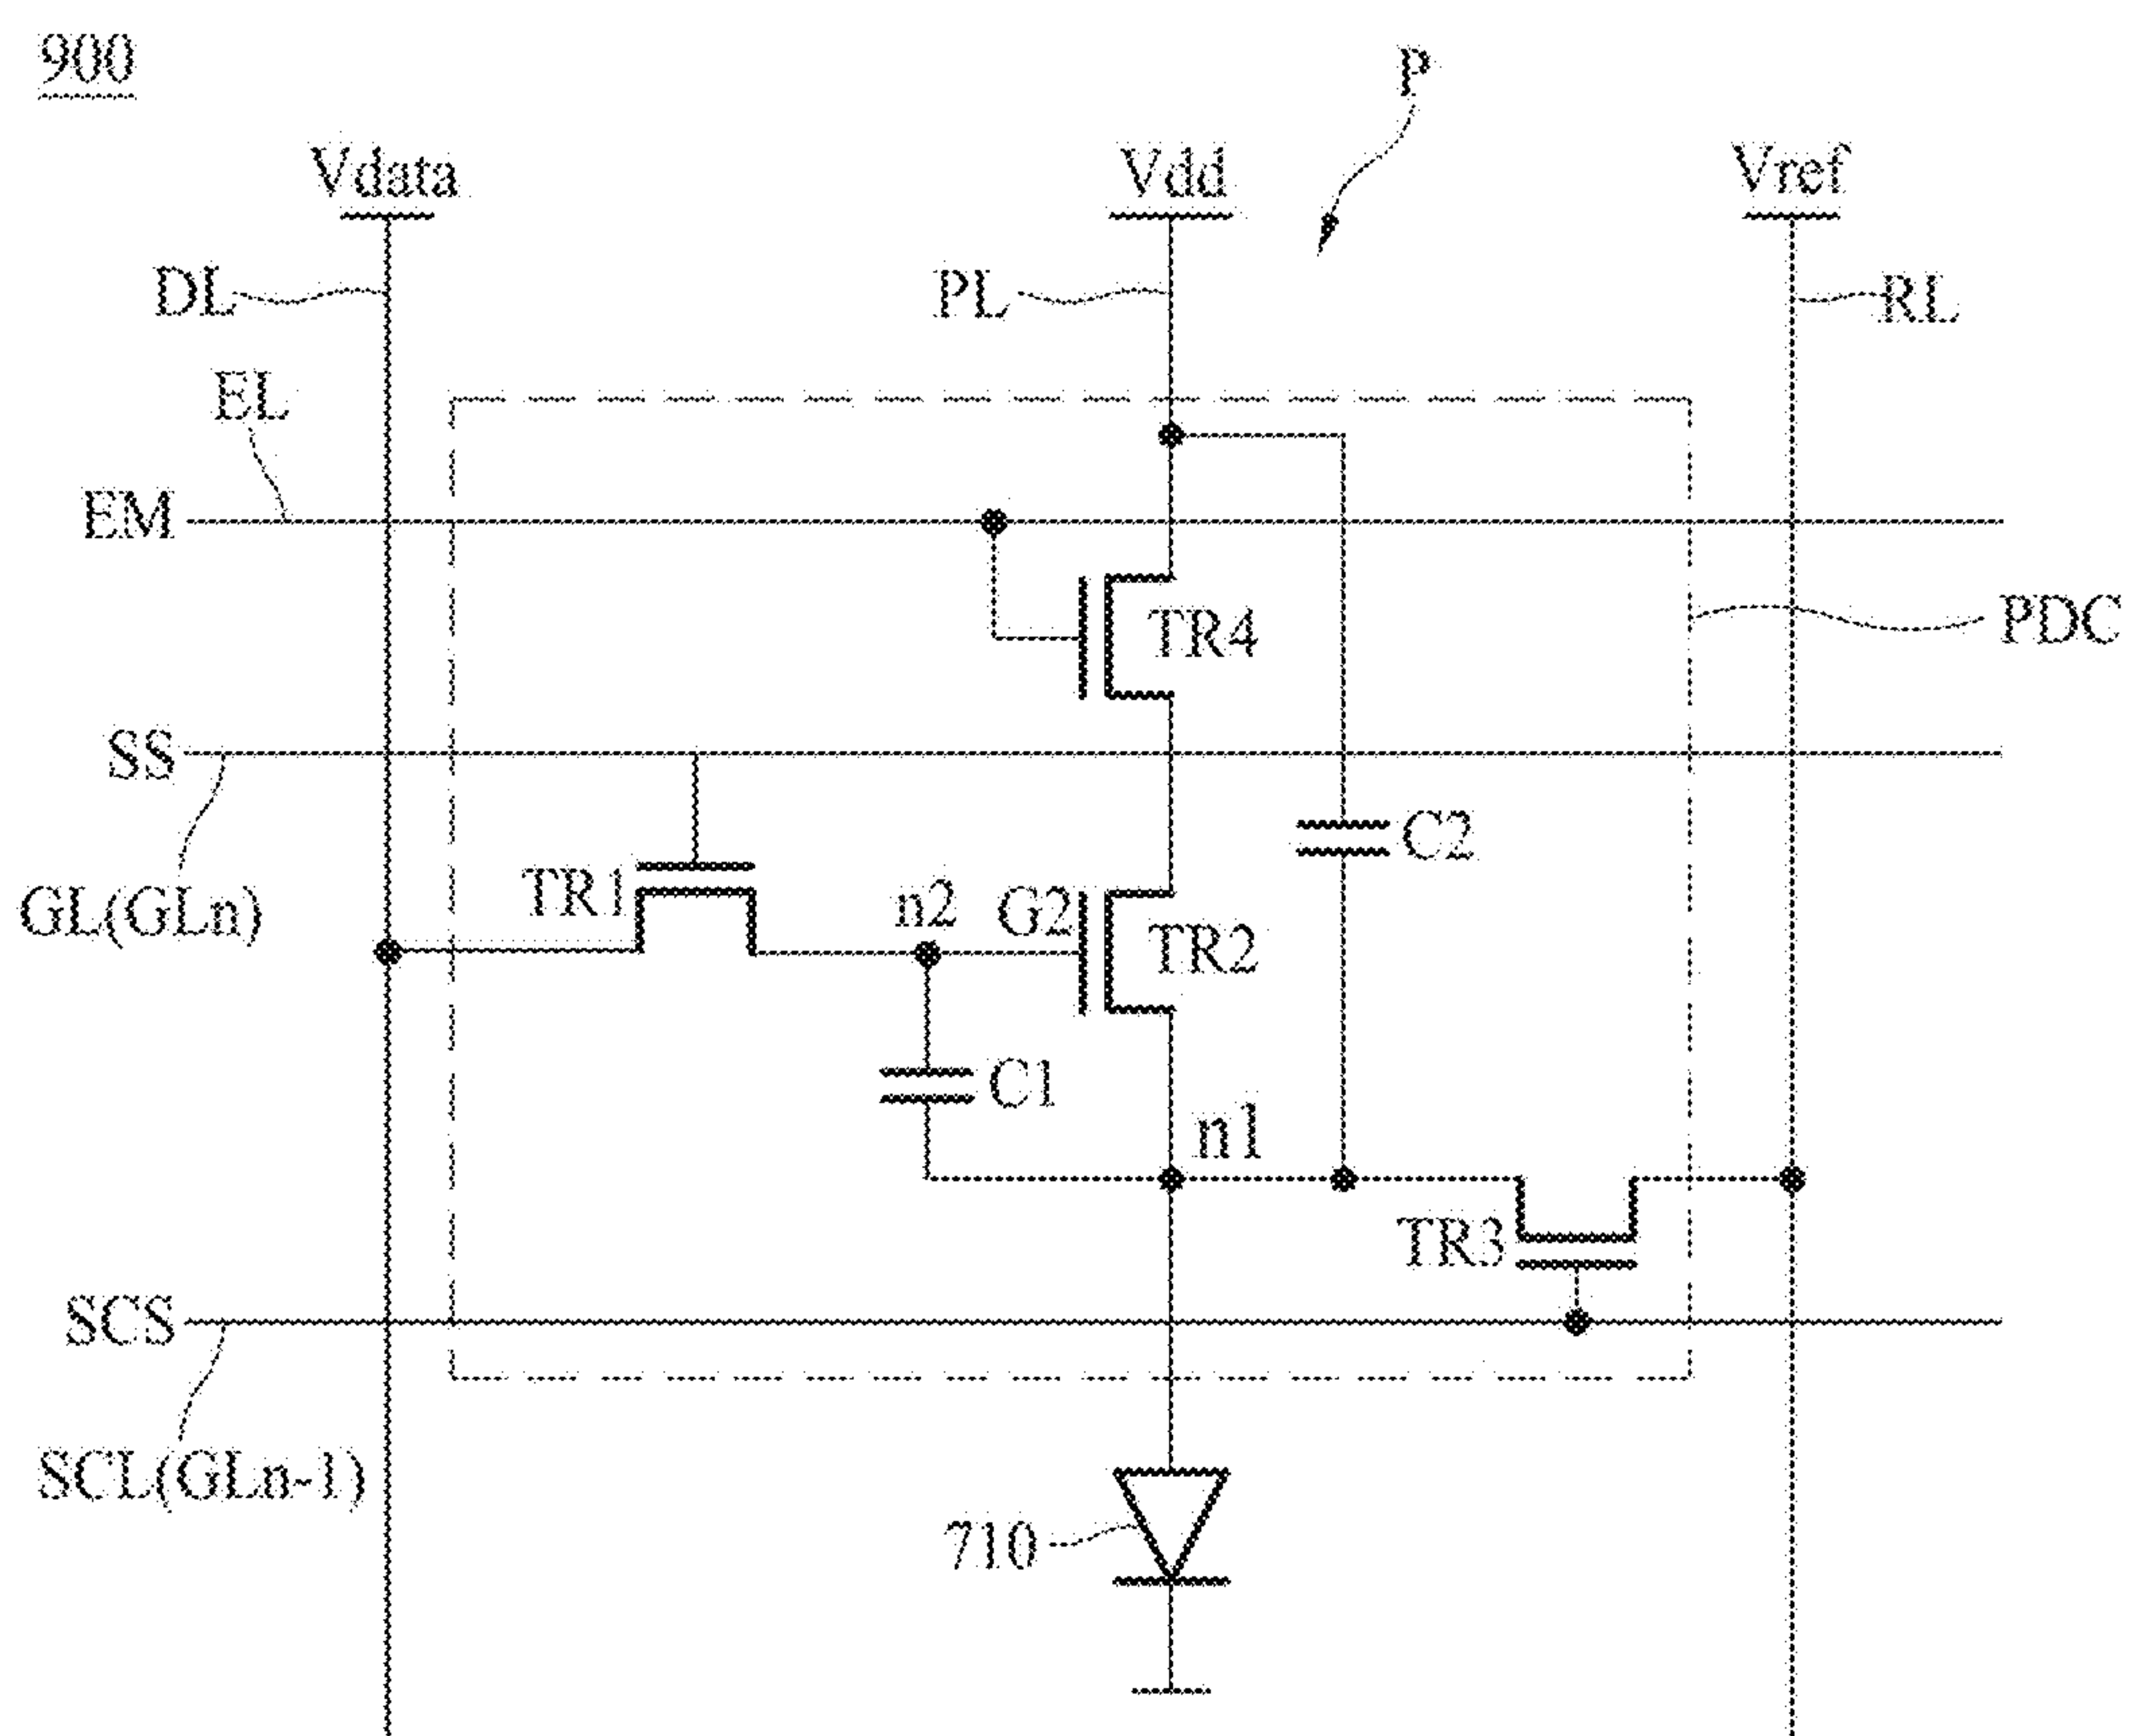 900
P
Vdata
Vdd
Vref
DL
PL
RL
EL
EM
TR4
PDC
SS
C2
TR1
n2
G2
GL(GLn)
TR2
C1
n1
TR3
SCS
SCL(GLn-1)
710